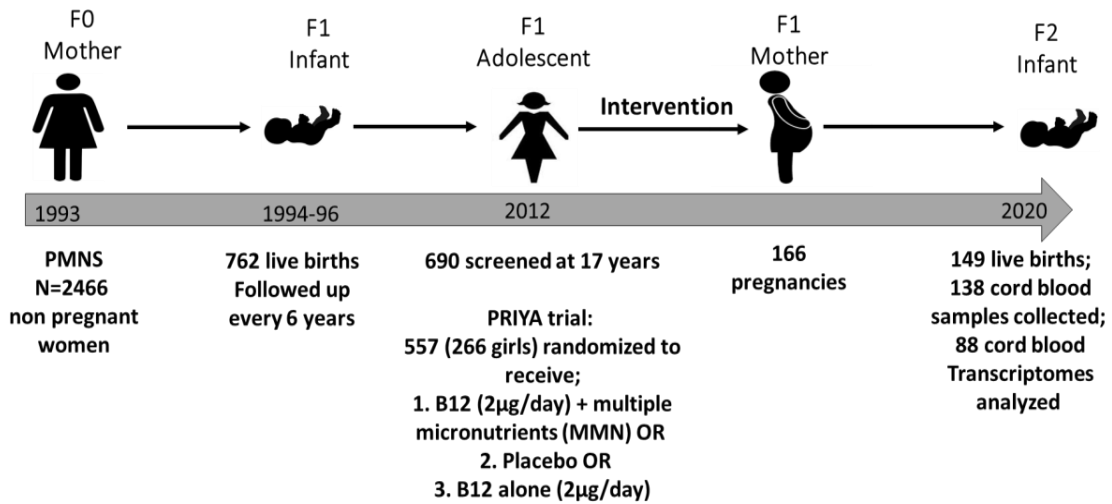 F0
Mother
F1
Infant
F1
Adolescent
Intervention
F1
Mother
F2
Infant
1993
1994-96
2012
2020
PMNS
N=2466
non pregnant
women
762 live births
Followed up
every 6 years
690 screened at 17 years
PRIYA trial:
557 (266 girls) randomized to
receive;
1. B12 (2µg/day) + multiple
micronutrients (MMN) OR
2. Placebo OR
3. B12 alone (2µg/day)
166
pregnancies
149 live births;
138 cord blood
samples collected;
88 cord blood
Transcriptomes
analyzed